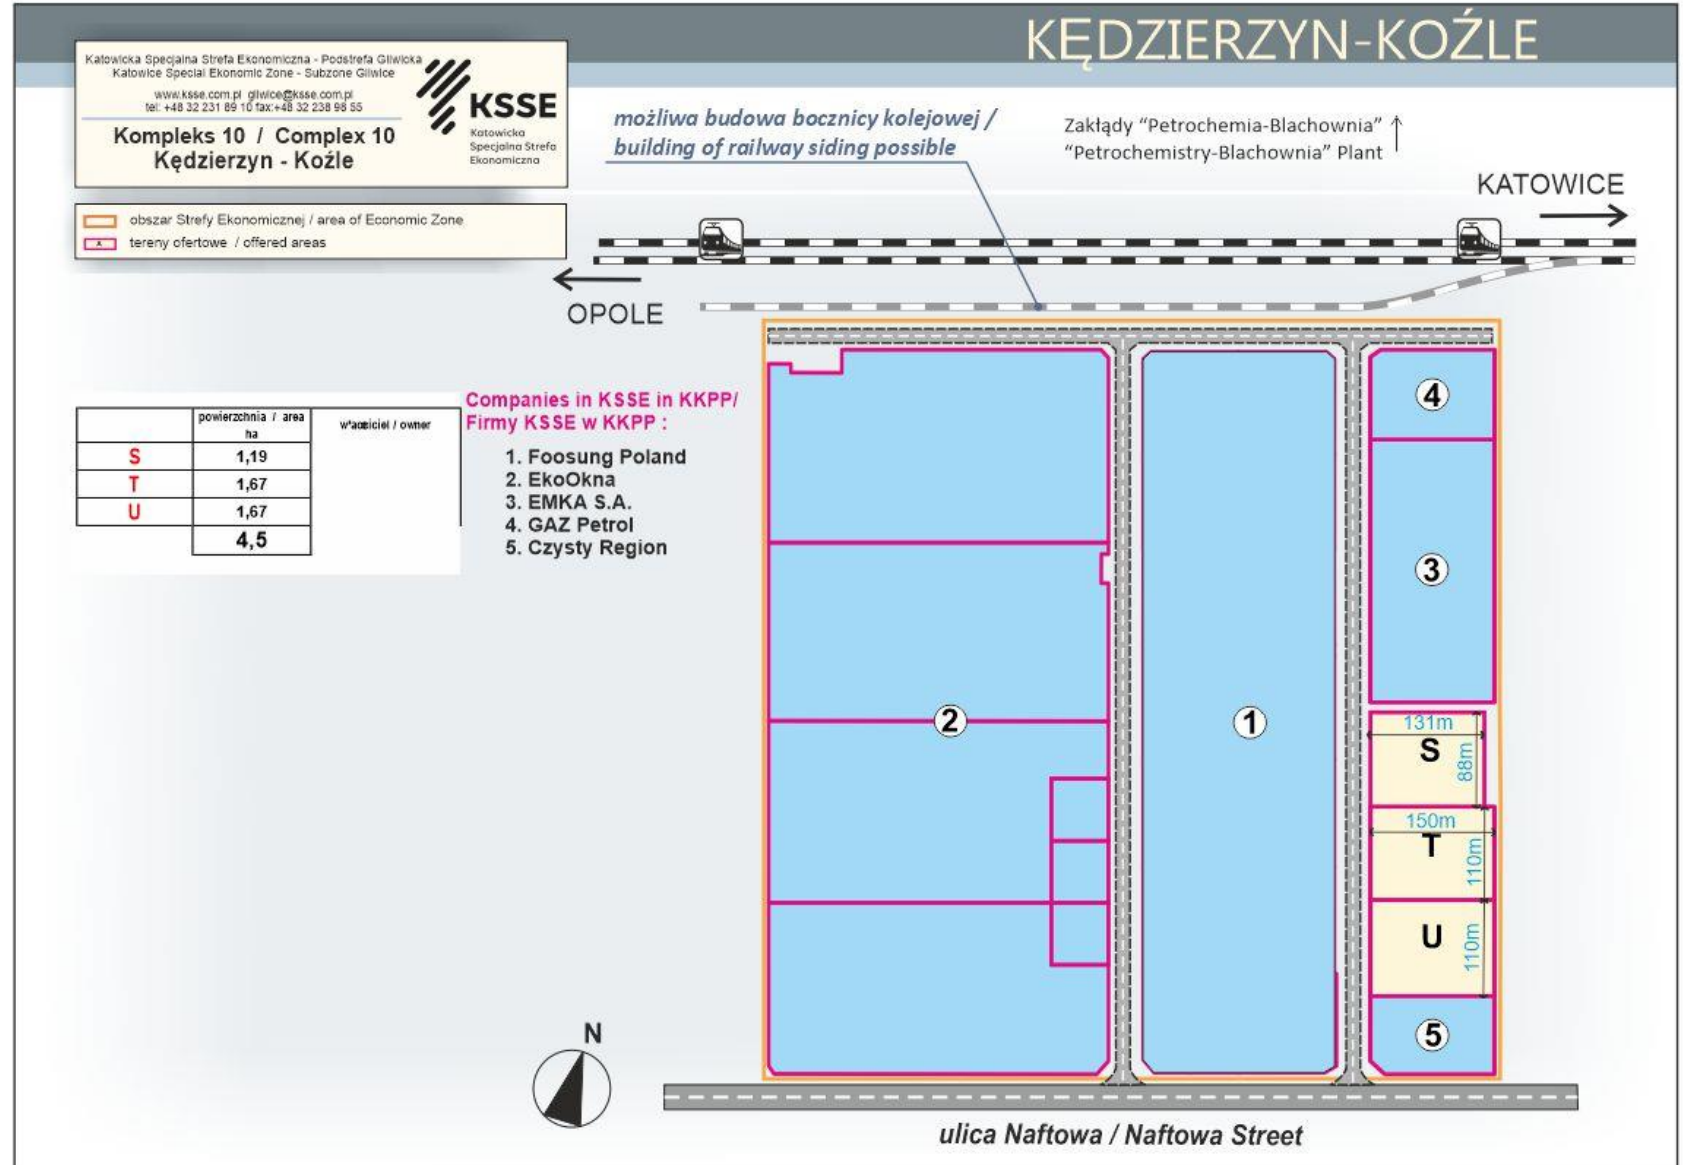 KĘDZIERZYN-KOŹLE
Katowicka Specjalna Strefa Ekonomiczna - Podstrefa Gliwicka
Katowice Special Ekonomic Zone - Subzone Gliwice
www.ksse.com.pl gliwice@ksse.com.pl
tel: +48 32 231 89 10 fax:+48 32 238 98 55
Kompleks 10 / Complex 10
Kędzierzyn - Koźle
KSSE
Katowicka
Specjalna Strefa
Ekonomiczna
obszar Strefy Ekonomicznej / area of Economic Zone
A tereny ofertowe / offered areas
możliwa budowa bocznicy kolejowej /
building of railway siding possible
Zakłądy “Petrochemia-Blachownia”
“Petrochemistry-Blachownia” Plant
KATOWICE
OPOLE
powierzchnia / area
ha
/ owner
S 1,19
T 1,67
U 1,67
4,5
Companies in KSSE in KKPP/
Firmy KSSE w KKPP :
1. Foosung Poland
2. EkoOkna
3. EMKA S.A.
4. GAZ Petrol
5. Czysty Region
4
3
2
1
131m
S
88m
150m
T
110m
U
110m
5
N
ulica Naftowa / Naftowa Street